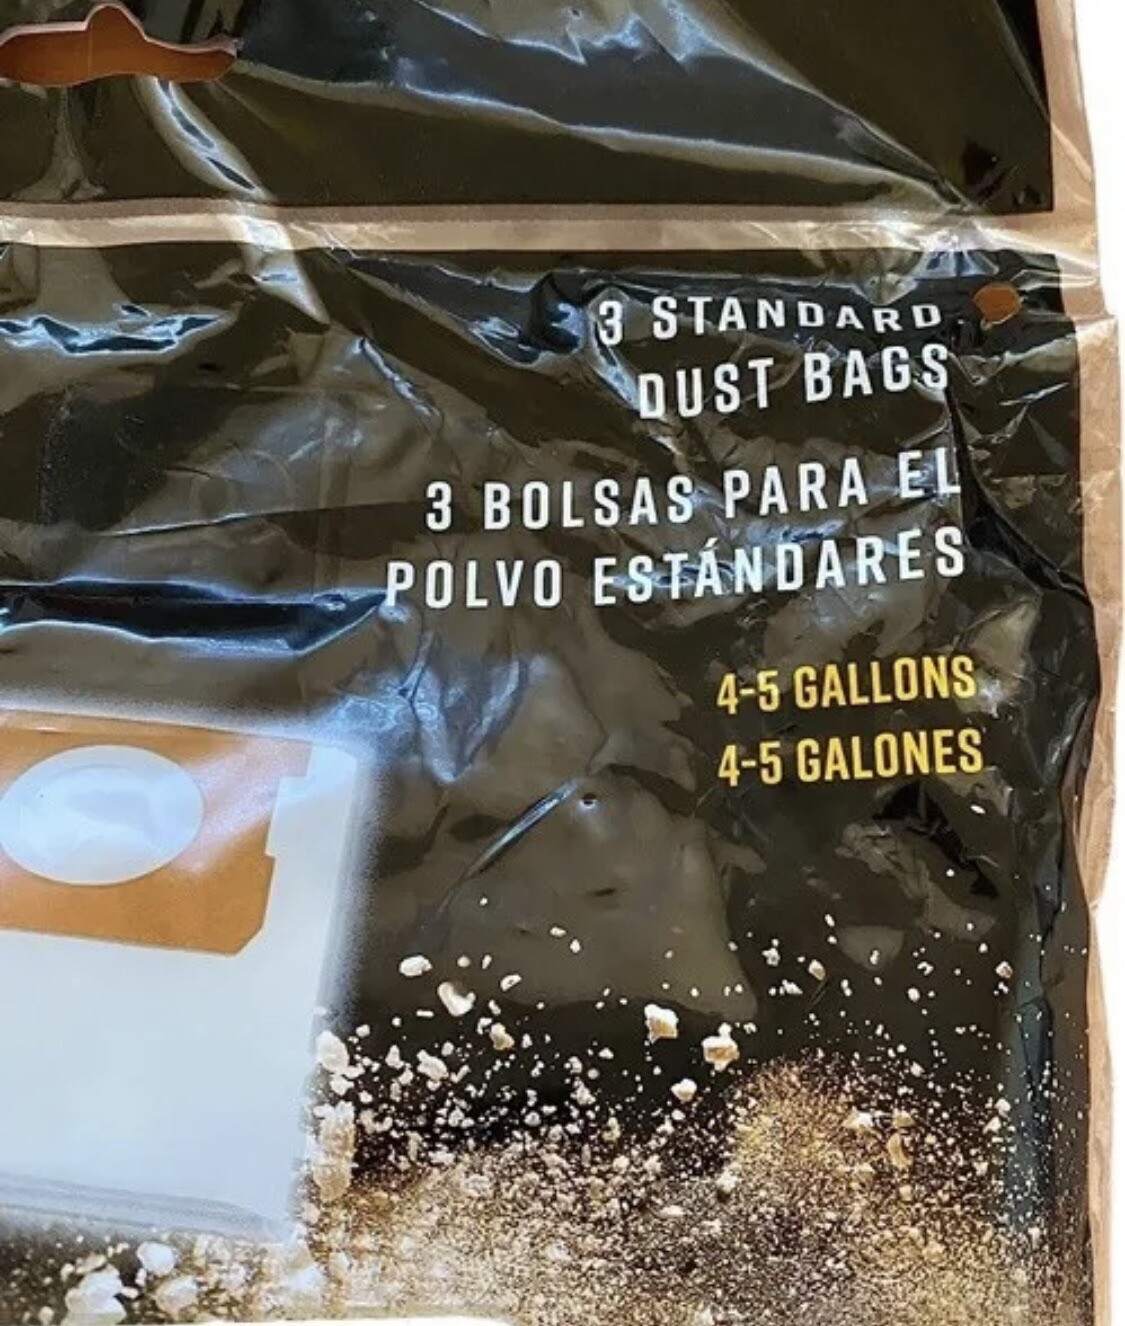 3 STANDARD
DUST BAGS
3 BOLSAS PARA EL
POLVO ESTÁNDARES
4-5 GALLONS
4-5 GALONES